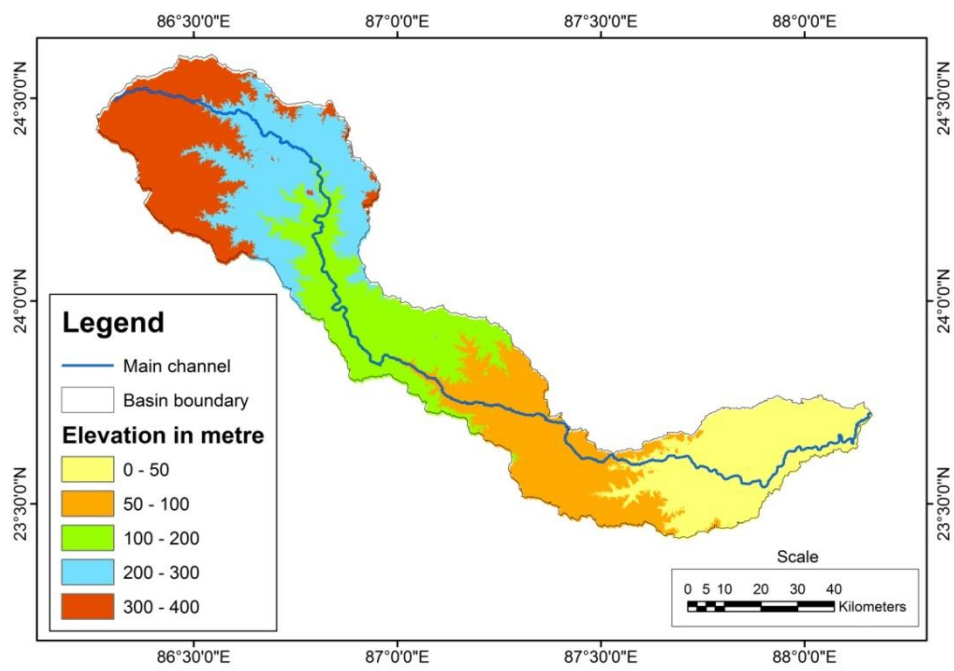 86°30'0"E 87°0'0"E 87°30'0"E 88°0'0"E
24°30'0"N 24°30'0"N
24°0'0"N 24°0'0"N
23°30'0"N 23°30'0"N
Legend
Main channel
Basin boundary
Elevation in metre
0 - 50
50 - 100
100 - 200
200 - 300
300 - 400
Scale
0 5 10 20 30 40
Kilometers
86°30'0"E 87°0'0"E 87°30'0"E 88°0'0"E